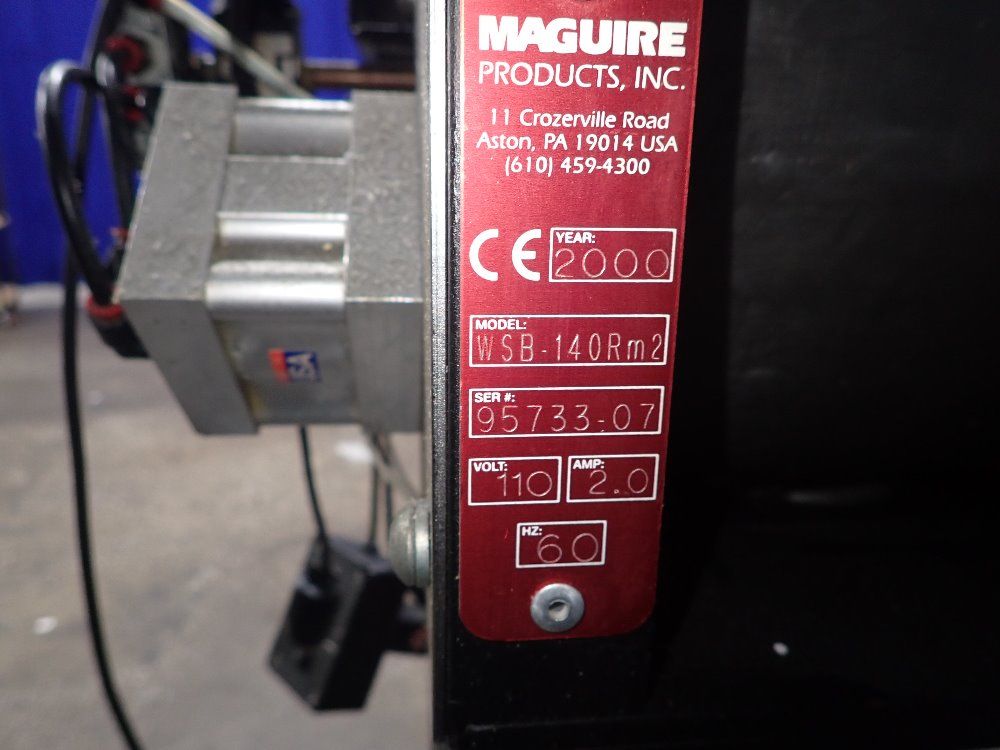 MAGUIRE
PRODUCTS, INC.
11 Crozerville Road
Aston, PA 19014 USA
(610) 459-4300
CE YEAR: 2000
MODEL: WSB-140Rm2
SER #: 95733-07
VOLT: 110 AMP: 2.0
HZ: 60